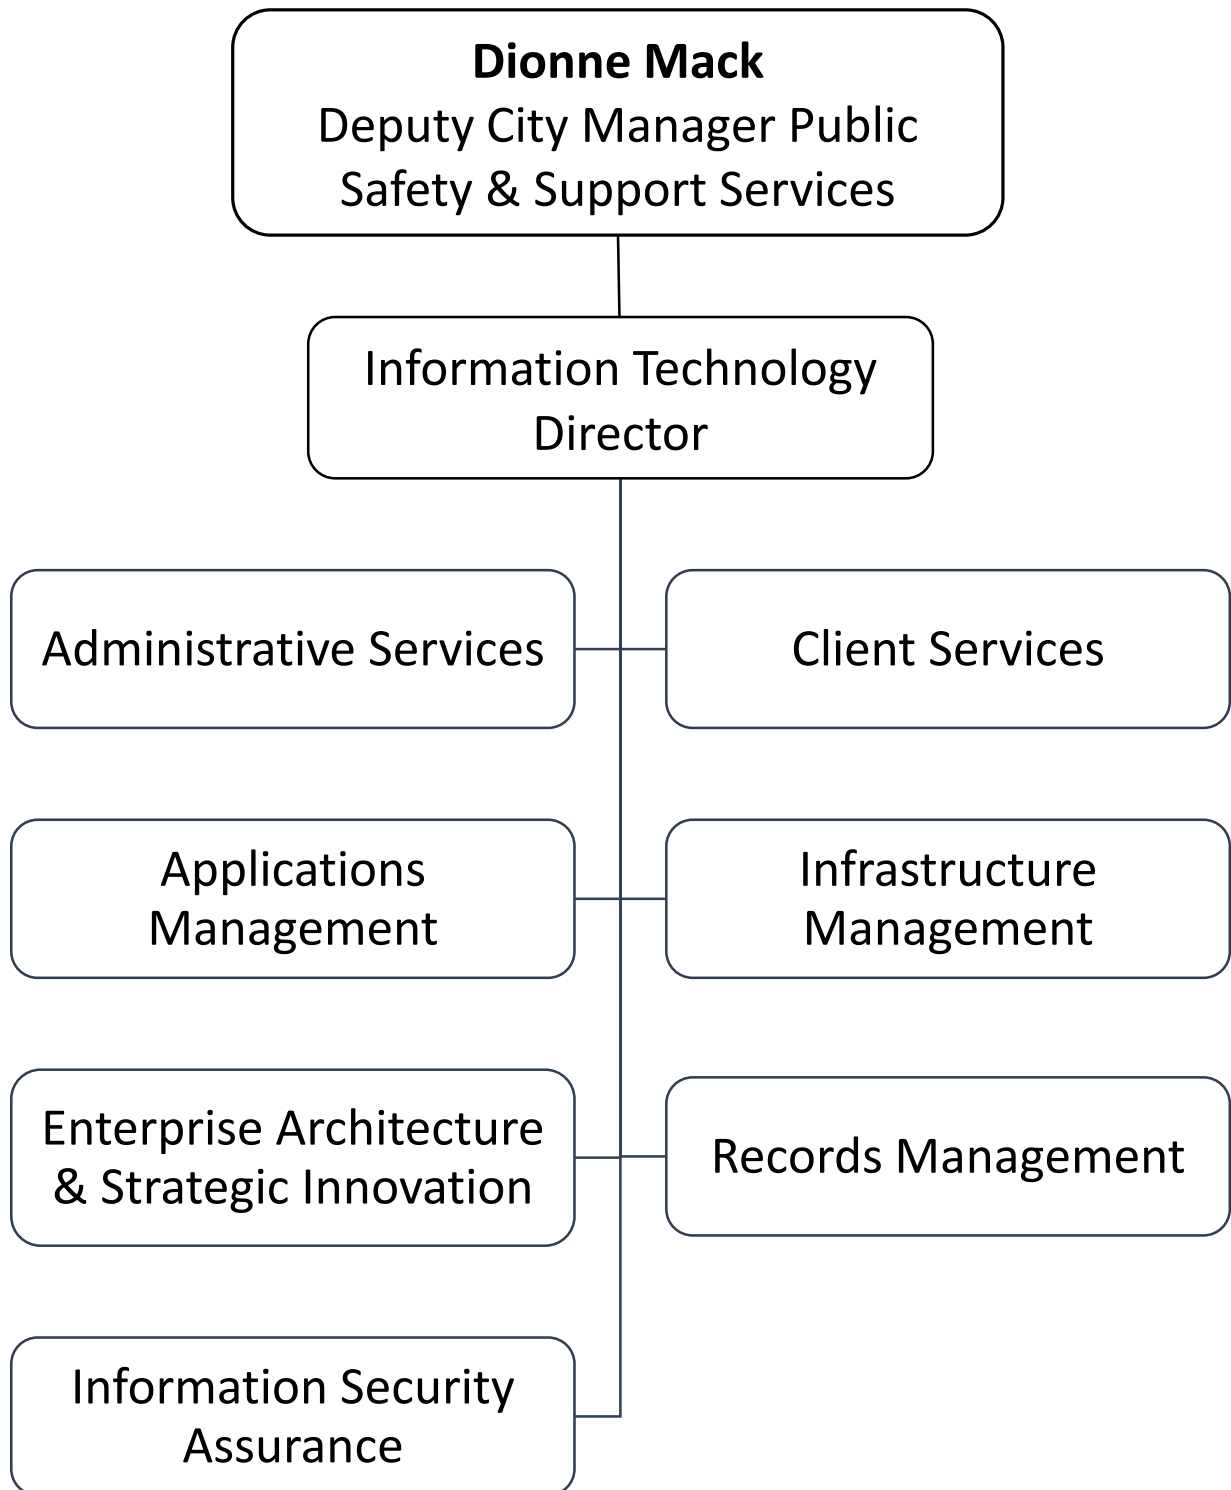 Dionne Mack
Deputy City Manager Public
Safety & Support Services
Information Technology
Director
Administrative Services
Client Services
Applications
Management
Infrastructure
Management
Enterprise Architecture
& Strategic Innovation
Records Management
Information Security
Assurance